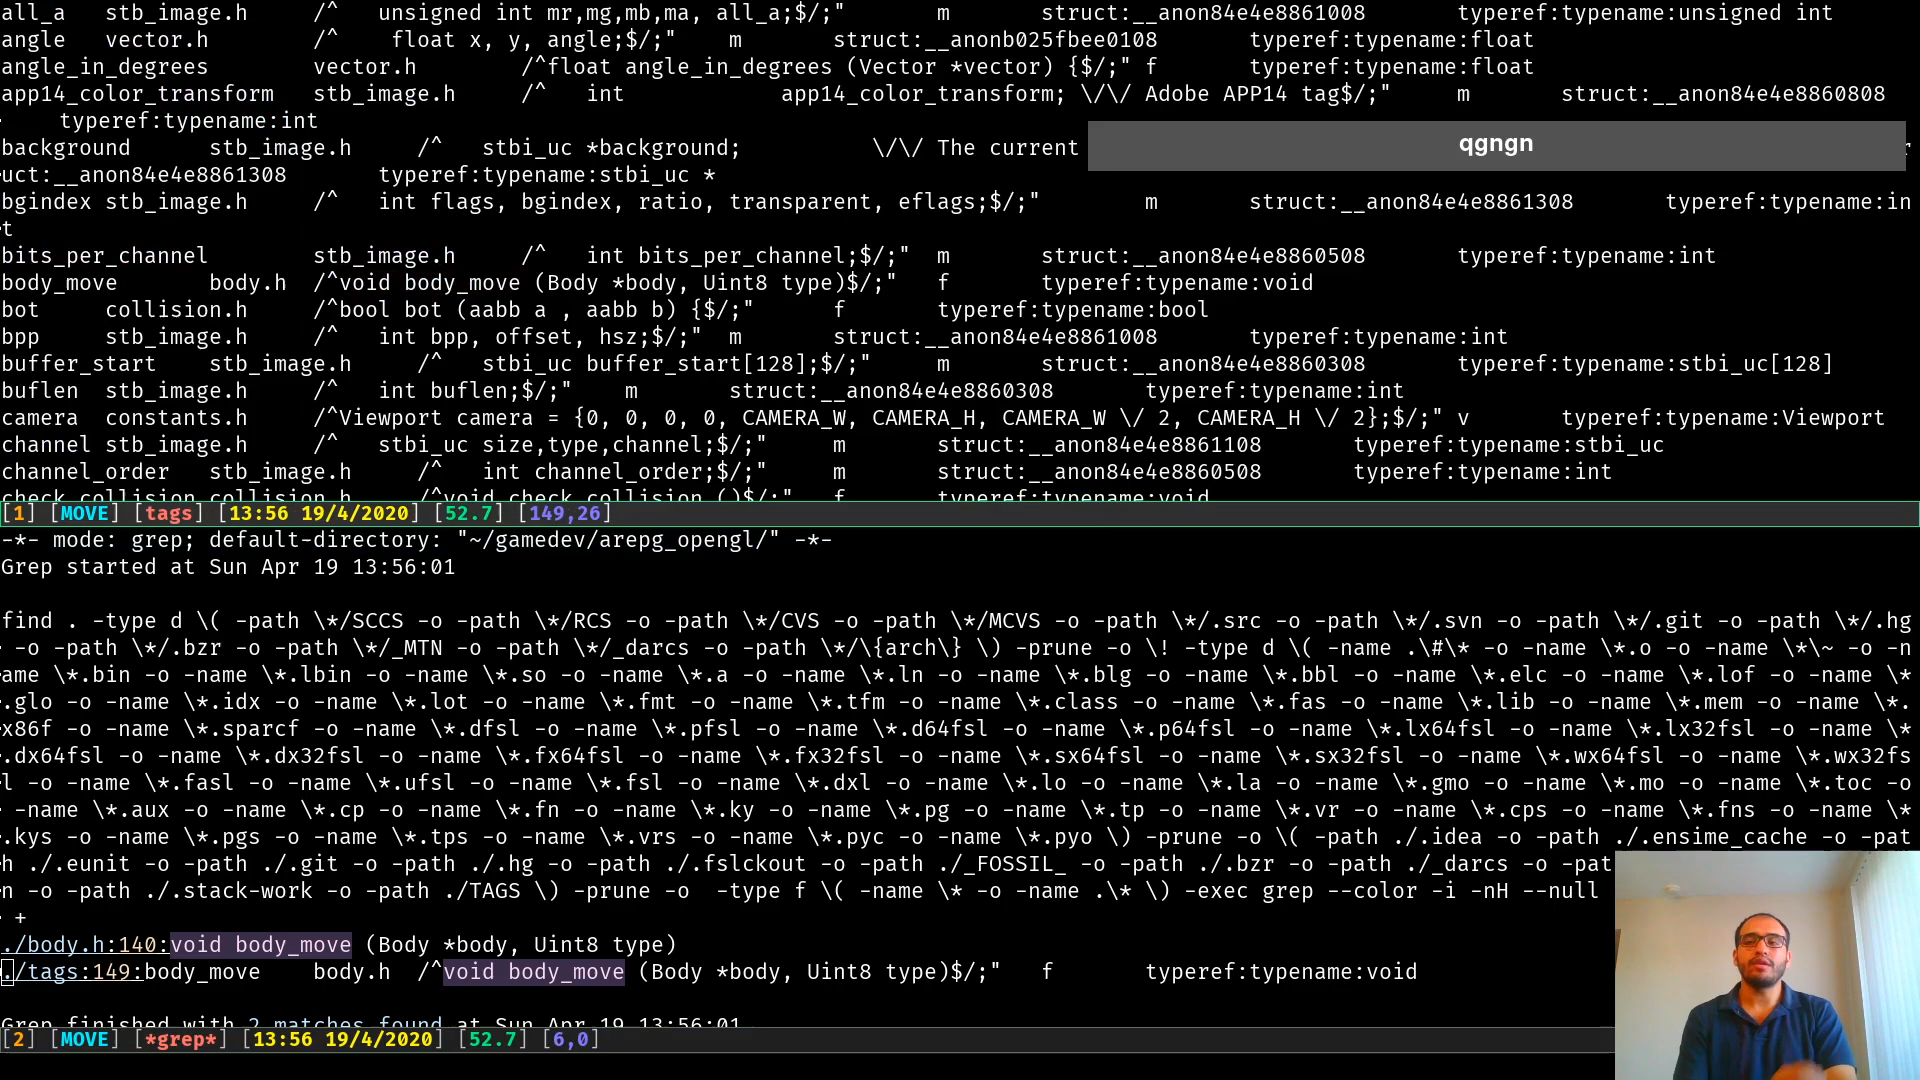 all_a   stb_image.h     /^   unsigned int mr,mg,mb,ma, all_a;$/;"       m       struct:__anon84e4e8861008       typeref:typename:unsigned int
angle   vector.h        /^    float x, y, angle;$/;"    m       struct:__anonb025fbee0108       typeref:typename:float
angle_in_degrees        vector.h        /^float angle_in_degrees (Vector *vector) {$/;" f       typeref:typename:float
app14_color_transform   stb_image.h     /^   int            app14_color_transform; \/\/ Adobe APP14 tag$/;"     m       struct:__anon84e4e8860808
typeref:typename:int
background      stb_image.h     /^   stbi_uc *background;          \/\/ The current
qgngn
uct:__anon84e4e8861308       typeref:typename:stbi_uc *
bgindex stb_image.h     /^   int flags, bgindex, ratio, transparent, eflags;$/;"        m       struct:__anon84e4e8861308       typeref:typename:in
t
bits_per_channel        stb_image.h     /^   int bits_per_channel;$/;"  m       struct:__anon84e4e8860508       typeref:typename:int
body_move       body.h  /^void body_move (Body *body, Uint8 type)$/;"   f       typeref:typename:void
bot     collision.h     /^bool bot (aabb a , aabb b) {$/;"      f       typeref:typename:bool
bpp     stb_image.h     /^   int bpp, offset, hsz;$/;"  m       struct:__anon84e4e8861008       typeref:typename:int
buffer_start    stb_image.h     /^   stbi_uc buffer_start[128];$/;"     m       struct:__anon84e4e8860308       typeref:typename:stbi_uc[128]
buflen  stb_image.h     /^   int buflen;$/;"    m       struct:__anon84e4e8860308       typeref:typename:int
camera  constants.h     /^Viewport camera = {0, 0, 0, 0, CAMERA_W, CAMERA_H, CAMERA_W \/ 2, CAMERA_H \/ 2};$/;" v       typeref:typename:Viewport
channel stb_image.h     /^   stbi_uc size,type,channel;$/;"     m       struct:__anon84e4e8861108       typeref:typename:stbi_uc
channel_order   stb_image.h     /^   int channel_order;$/;"     m       struct:__anon84e4e8860508       typeref:typename:int
check_collision collision.h     /^void check_collision ()$/;"   f       typeref:typename:void
[1] [MOVE] [tags] [13:56 19/4/2020] [52.7] [149,26]
-*- mode: grep; default-directory: "~/gamedev/arepg_opengl/" -*-
Grep started at Sun Apr 19 13:56:01
find . -type d \( -path \*/SCCS -o -path \*/RCS -o -path \*/CVS -o -path \*/MCVS -o -path \*/.src -o -path \*/.svn -o -path \*/.git -o -path \*/.hg
-o -path \*/.bzr -o -path \*/_MTN -o -path \*/_darcs -o -path \*/\{arch\} \) -prune -o \! -type d \( -name .\#\* -o -name \*.o -o -name \*\~ -o -n
ame \*.bin -o -name \*.lbin -o -name \*.so -o -name \*.a -o -name \*.ln -o -name \*.blg -o -name \*.bbl -o -name \*.elc -o -name \*.lof -o -name \*
.glo -o -name \*.idx -o -name \*.lot -o -name \*.fmt -o -name \*.tfm -o -name \*.class -o -name \*.fas -o -name \*.lib -o -name \*.mem -o -name \*.
x86f -o -name \*.sparcf -o -name \*.dfsl -o -name \*.pfsl -o -name \*.d64fsl -o -name \*.p64fsl -o -name \*.lx64fsl -o -name \*.lx32fsl -o -name \*
.dx64fsl -o -name \*.dx32fsl -o -name \*.fx64fsl -o -name \*.fx32fsl -o -name \*.sx64fsl -o -name \*.sx32fsl -o -name \*.wx64fsl -o -name \*.wx32fs
l -o -name \*.fasl -o -name \*.ufsl -o -name \*.fsl -o -name \*.dxl -o -name \*.lo -o -name \*.la -o -name \*.gmo -o -name \*.mo -o -name \*.toc -o
-name \*.aux -o -name \*.cp -o -name \*.fn -o -name \*.ky -o -name \*.pg -o -name \*.tp -o -name \*.vr -o -name \*.cps -o -name \*.fns -o -name \*
.kys -o -name \*.pgs -o -name \*.tps -o -name \*.vrs -o -name \*.pyc -o -name \*.pyo \) -prune -o \( -path ./.idea -o -path ./.ensime_cache -o -pat
h ./.eunit -o -path ./.git -o -path ./.hg -o -path ./.fslckout -o -path ./_FOSSIL_ -o -path ./.bzr -o -path ./_darcs -o -pat
n -o -path ./.stack-work -o -path ./TAGS \) -prune -o  -type f \( -name \* -o -name .\* \) -exec grep --color -i -nH --null
+
./body.h:140:void body_move (Body *body, Uint8 type)
./tags:149:body_move    body.h  /^void body_move (Body *body, Uint8 type)$/;"   f       typeref:typename:void
Grep finished with 2 matches found at Sun Apr 19 13:56:01
[2] [MOVE] [*grep*] [13:56 19/4/2020] [52.7] [6,0]